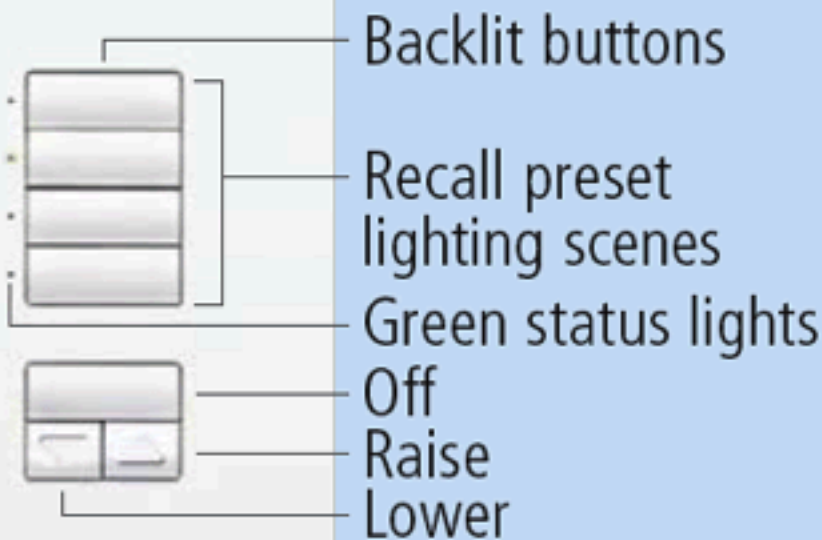 Backlit buttons
Recall preset
lighting scenes
Green status lights
Off
Raise
Lower